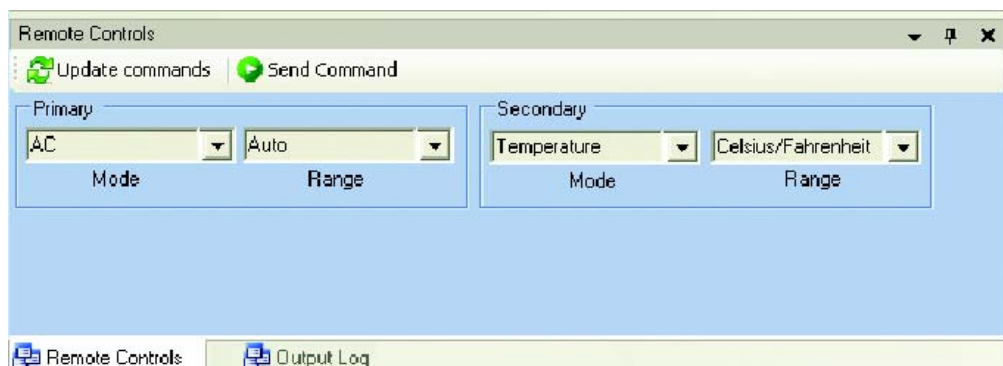 Remote Controls
Update commands Send Command
Primary Secondary
AC Auto Temperature Celsius/Fahrenheit
Mode Range Mode Range
Remote Controls Output Log